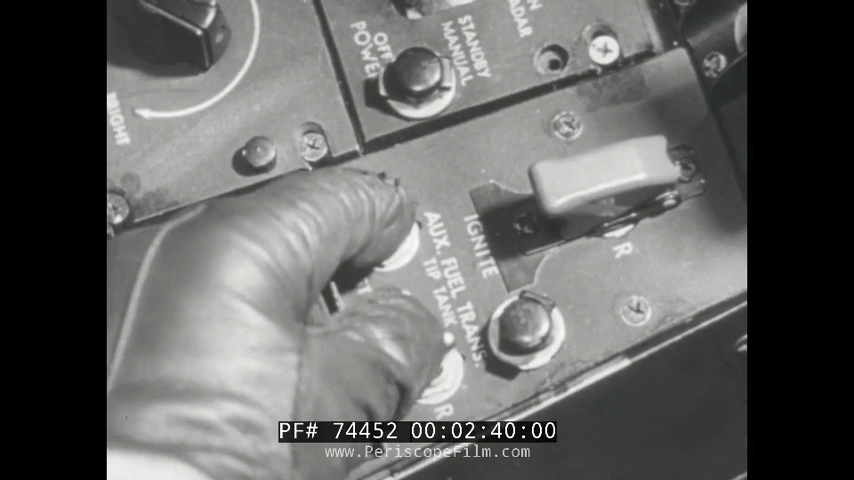 OFF
POWER
STANDBY
MANUAL
ADAR
BRIGHT
IGNITE
AUX. FUEL TRANS.
TIP TANK
R
R
PF# 74452 00:02:40:00
www.PeriscopeFilm.com